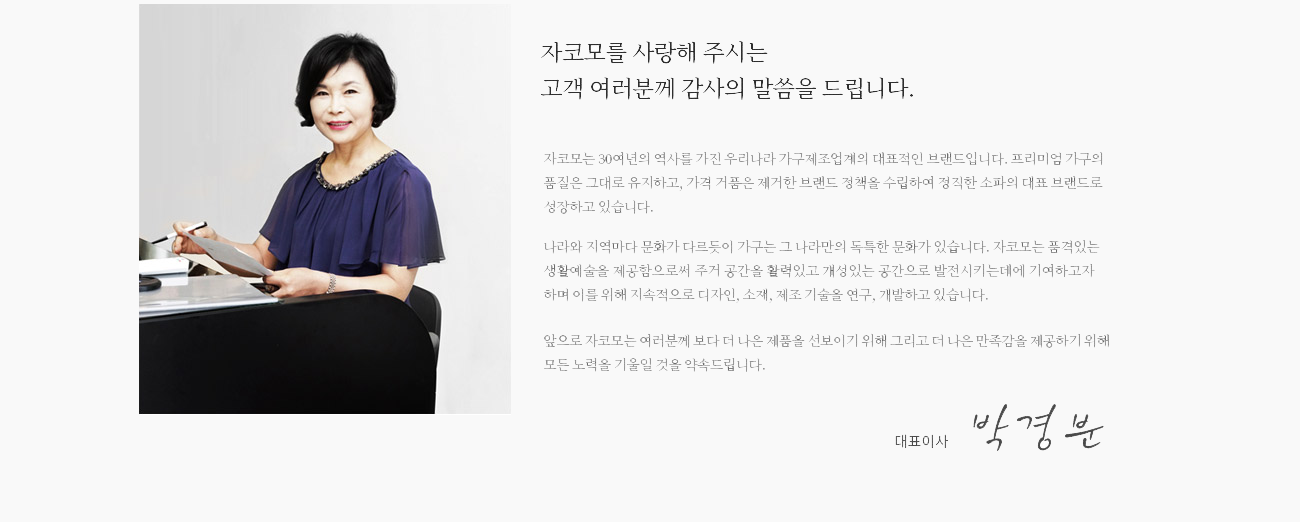 자코모를 사랑해 주시는
고객 여러분께 감사의 말씀을 드립니다.
자코모는 30여년의 역사를 가진 우리나라 가구제조업계의 대표적인 브랜드입니다. 프리미엄 가구의
품질은 그대로 유지하고, 가격 거품은 제거한 브랜드 정책을 수립하여 정직한 소파의 대표 브랜드로
성장하고 있습니다.
나라와 지역마다 문화가 다르듯이 가구는 그 나라만의 독특한 문화가 있습니다. 자코모는 품격있는
생활예술을 제공함으로써 주거 공간을 활력있고 개성있는 공간으로 발전시키는데에 기여하고자
하며 이를 위해 지속적으로 디자인, 소재, 제조 기술을 연구, 개발하고 있습니다.
앞으로 자코모는 여러분께 보다 더 나은 제품을 선보이기 위해 그리고 더 나은 만족감을 제공하기 위해
모든 노력을 기울일 것을 약속드립니다.
대표이사 박경분